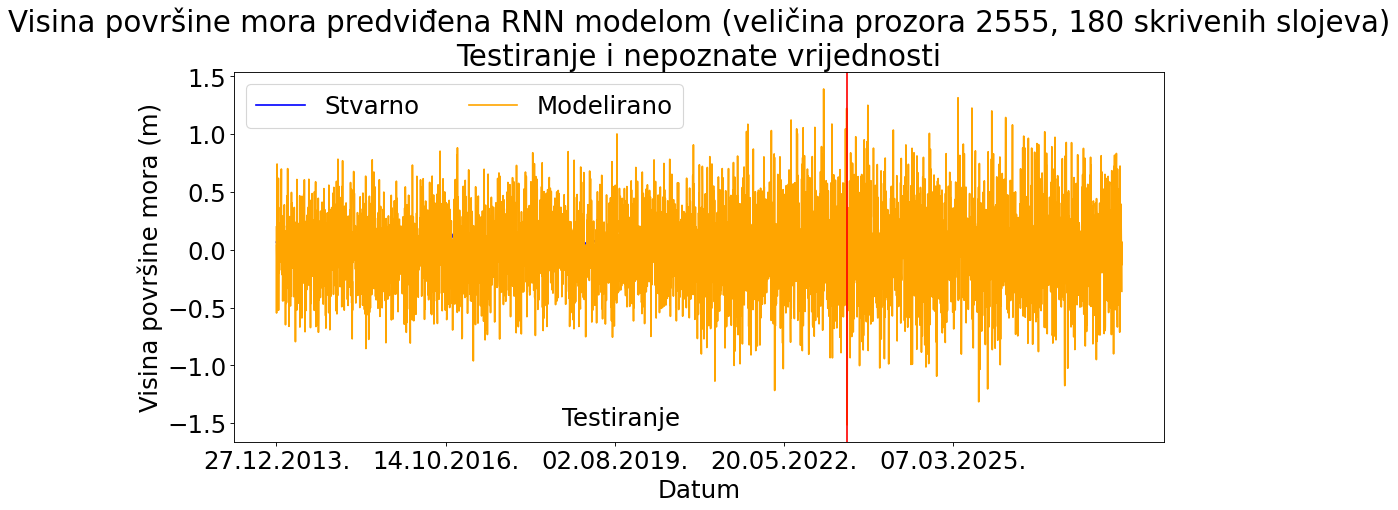 Visina površine mora predviđena RNN modelom (veličina prozora 2555, 180 skrivenih slojeva)
Testiranje i nepoznate vrijednosti
Stvarno
Modelirano
Visina površine mora (m)
1.5
1.0
0.5
0.0
−0.5
−1.0
−1.5
Testiranje
27.12.2013.
14.10.2016.
02.08.2019.
20.05.2022.
07.03.2025.
Datum